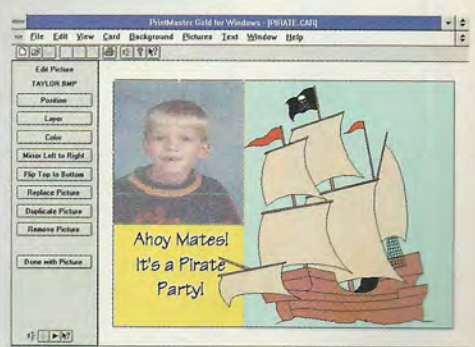 PrintMaster Gold for Windows - [PIRATE.CAR]
File Edit View Card Background Pictures Text Window Help
Edit Picture
TAYLOR.BMP
Position
Layer
Color
Mirror Left to Right
Flip Top to Bottom
Replace Picture
Duplicate Picture
Remove Picture
Done with Picture
Ahoy Mates!
It's a Pirate
Party!